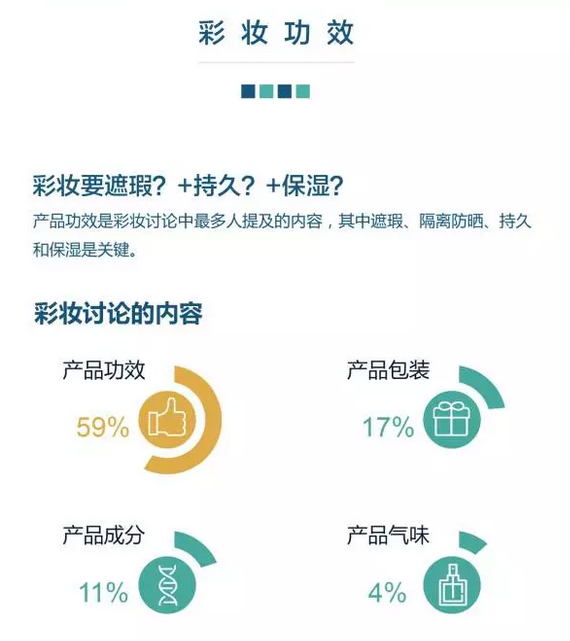 彩妆功效
彩妆要遮瑕？+持久？+保湿？
产品功效是彩妆讨论中最多人提及的内容，其中遮瑕、隔离防晒、持久
和保湿是关键。
彩妆讨论的内容
产品功效
59%
产品包装
17%
产品成分
11%
产品气味
4%